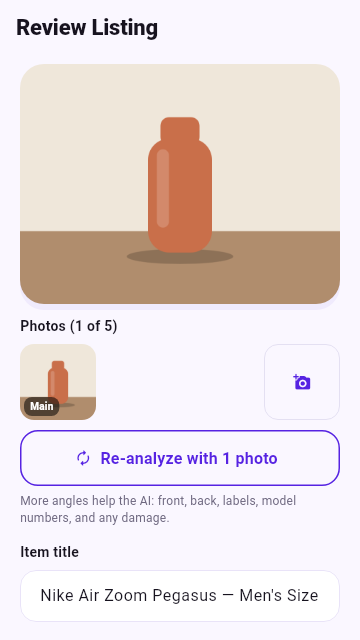 Review Listing
Photos (1 of 5)
Main
Re-analyze with 1 photo
More angles help the AI: front, back, labels, model
numbers, and any damage.
Item title
Nike Air Zoom Pegasus — Men's Size